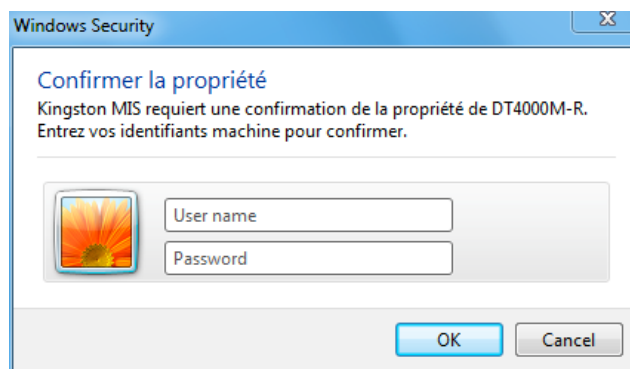 Windows Security
Confirmer la propriété
Kingston MIS requiert une confirmation de la propriété de DT4000M-R.
Entrez vos identifiants machine pour confirmer.
User name
Password
OK
Cancel